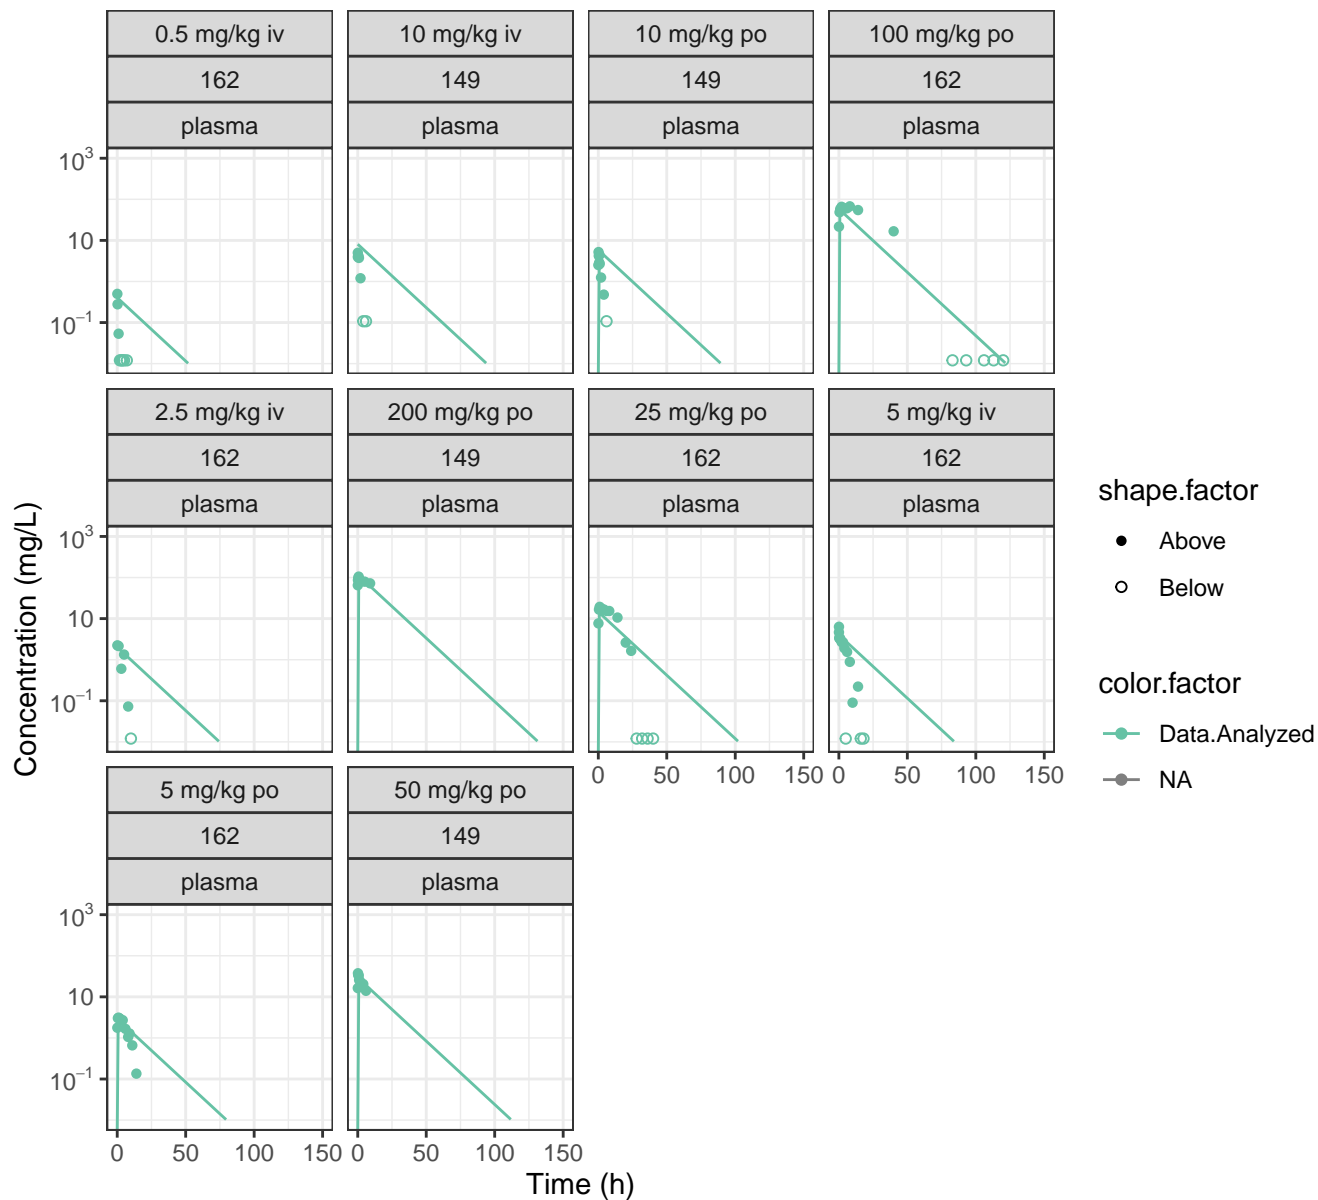 0.5 mg/kg iv
162
plasma
10 mg/kg iv
149
plasma
10 mg/kg po
149
plasma
100 mg/kg po
162
plasma
10³
10
10⁻¹
2.5 mg/kg iv
162
plasma
200 mg/kg po
149
plasma
25 mg/kg po
162
plasma
5 mg/kg iv
162
plasma
10³
10
10⁻¹
0 50 100 150
0 50 100 150
5 mg/kg po
162
plasma
50 mg/kg po
149
plasma
10³
10
10⁻¹
0 50 100 150
0 50 100 150
Time (h)
Concentration (mg/L)
shape.factor
Above
Below
color.factor
Data.Analyzed
NA